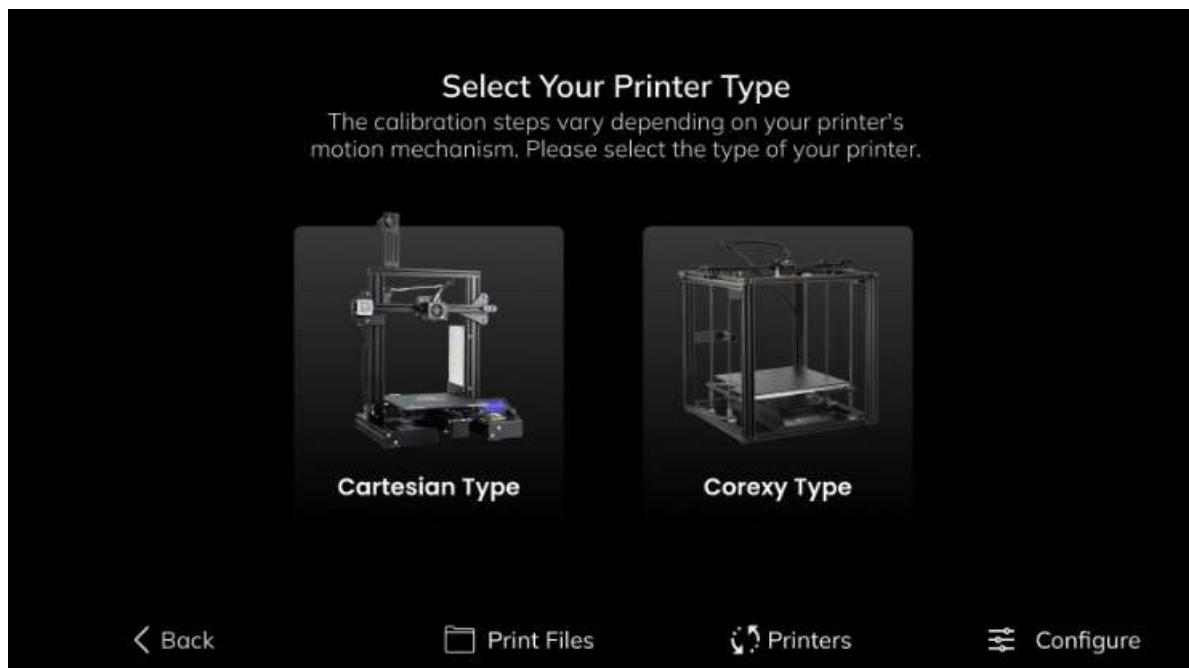 Select Your Printer Type
The calibration steps vary depending on your printer's
motion mechanism. Please select the type of your printer.
Cartesian Type
Corexy Type
Back
Print Files
Printers
Configure